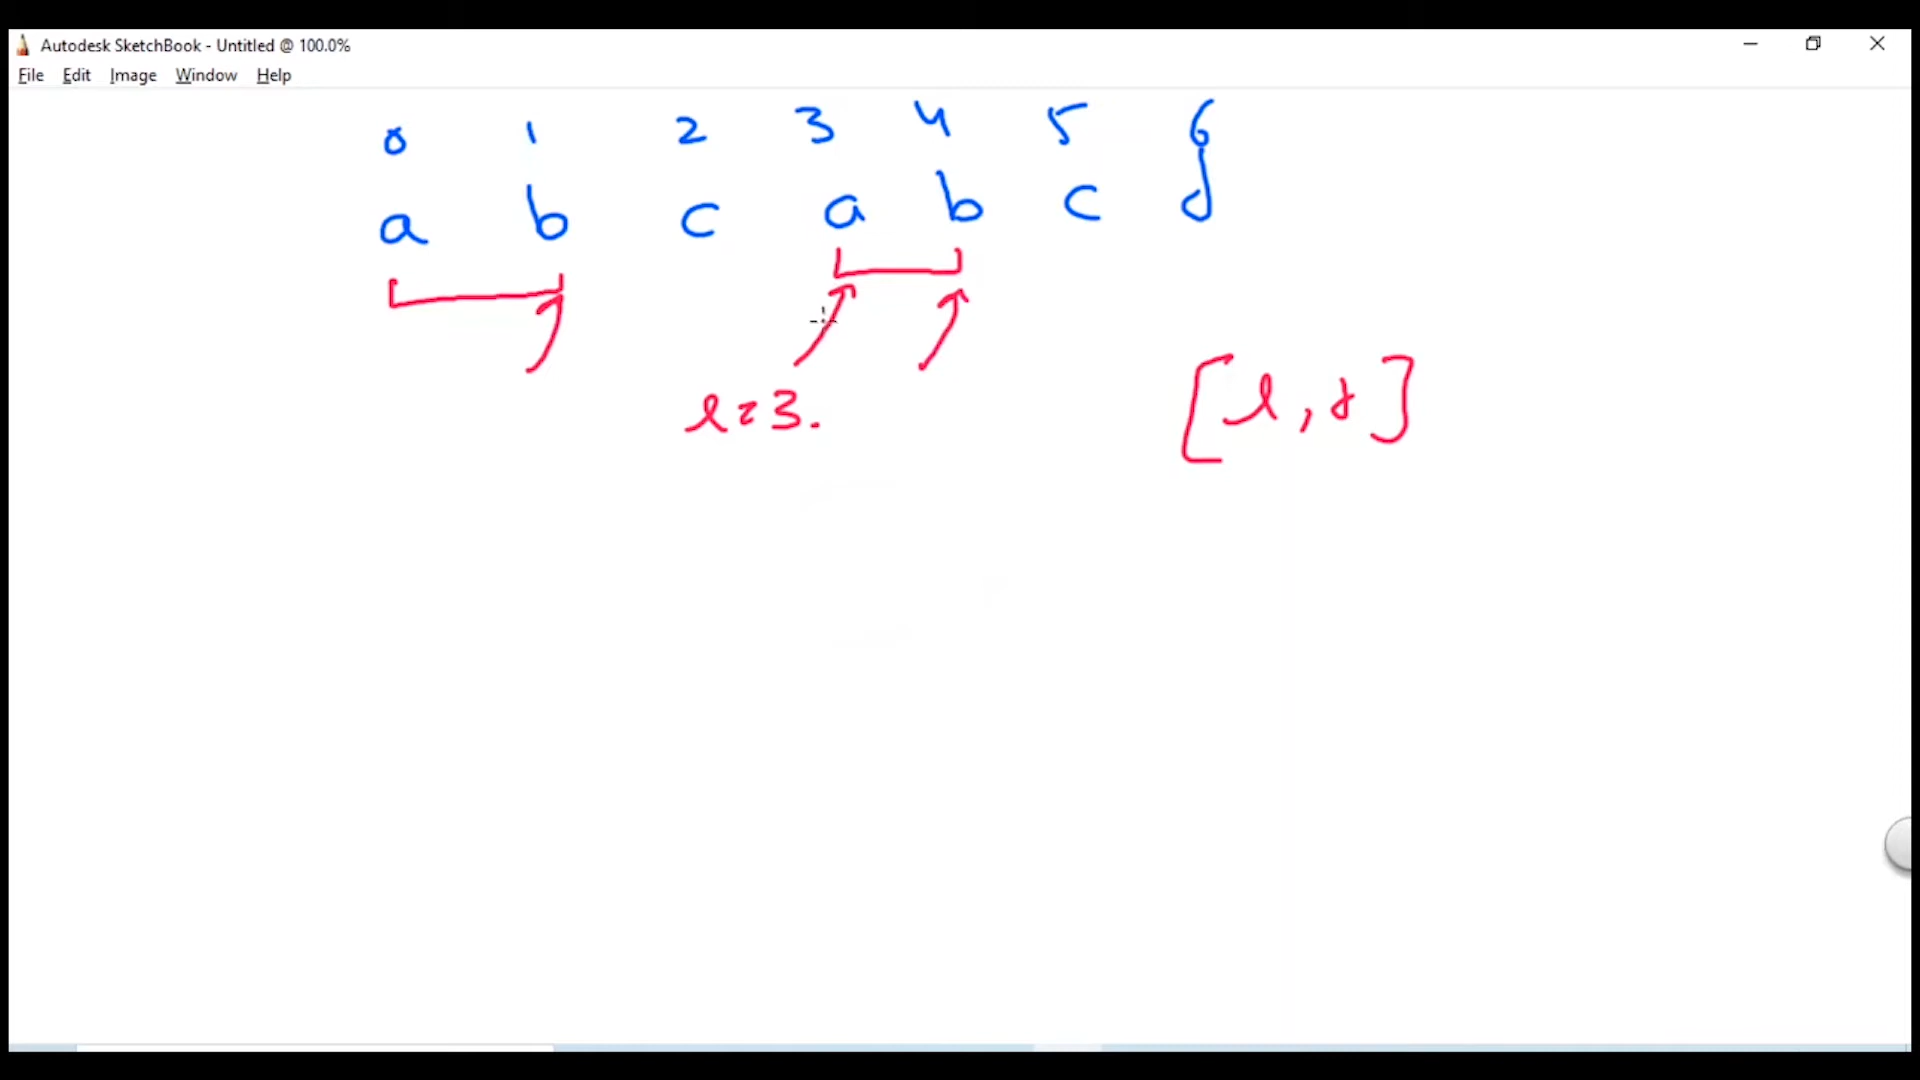 Autodesk SketchBook - Untitled @ 100.0%
File Edit Image Window Help
0 1 2 3 4 5 6
a b c a b c d
l=3.
[l,r]